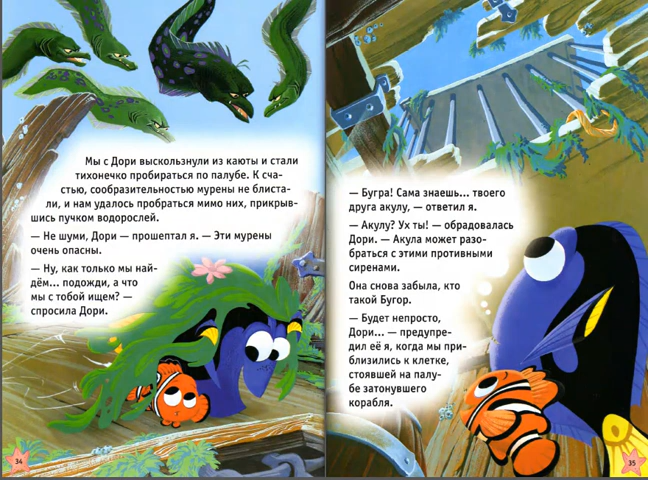 Мы с Дори выскользнули из каюты и стали
тихонечко пробираться по палубе. К сча-
стью, сообразительностью мурены не блиста-
ли, и нам удалось пробраться мимо них, прикрыв-
шись пучком водорослей.
— Не шуми, Дори — прошептал я. — Эти мурены
очень опасны.
— Ну, как только мы най-
дём... подожди, а что
мы с тобой ищем? —
спросила Дори.
34
— Бугра! Сама знаешь... твоего
друга акулу, — ответил я.
— Акулу? Ух ты! — обрадовалась
Дори. — Акула может разо-
браться с этими противными
сиренами.
Она снова забыла, кто
такой Бугор.
— Будет непросто,
Дори... — предупре-
дил её я, когда мы при-
близились к клетке,
стоявшей на палу-
бе затонувшего
корабля.
35